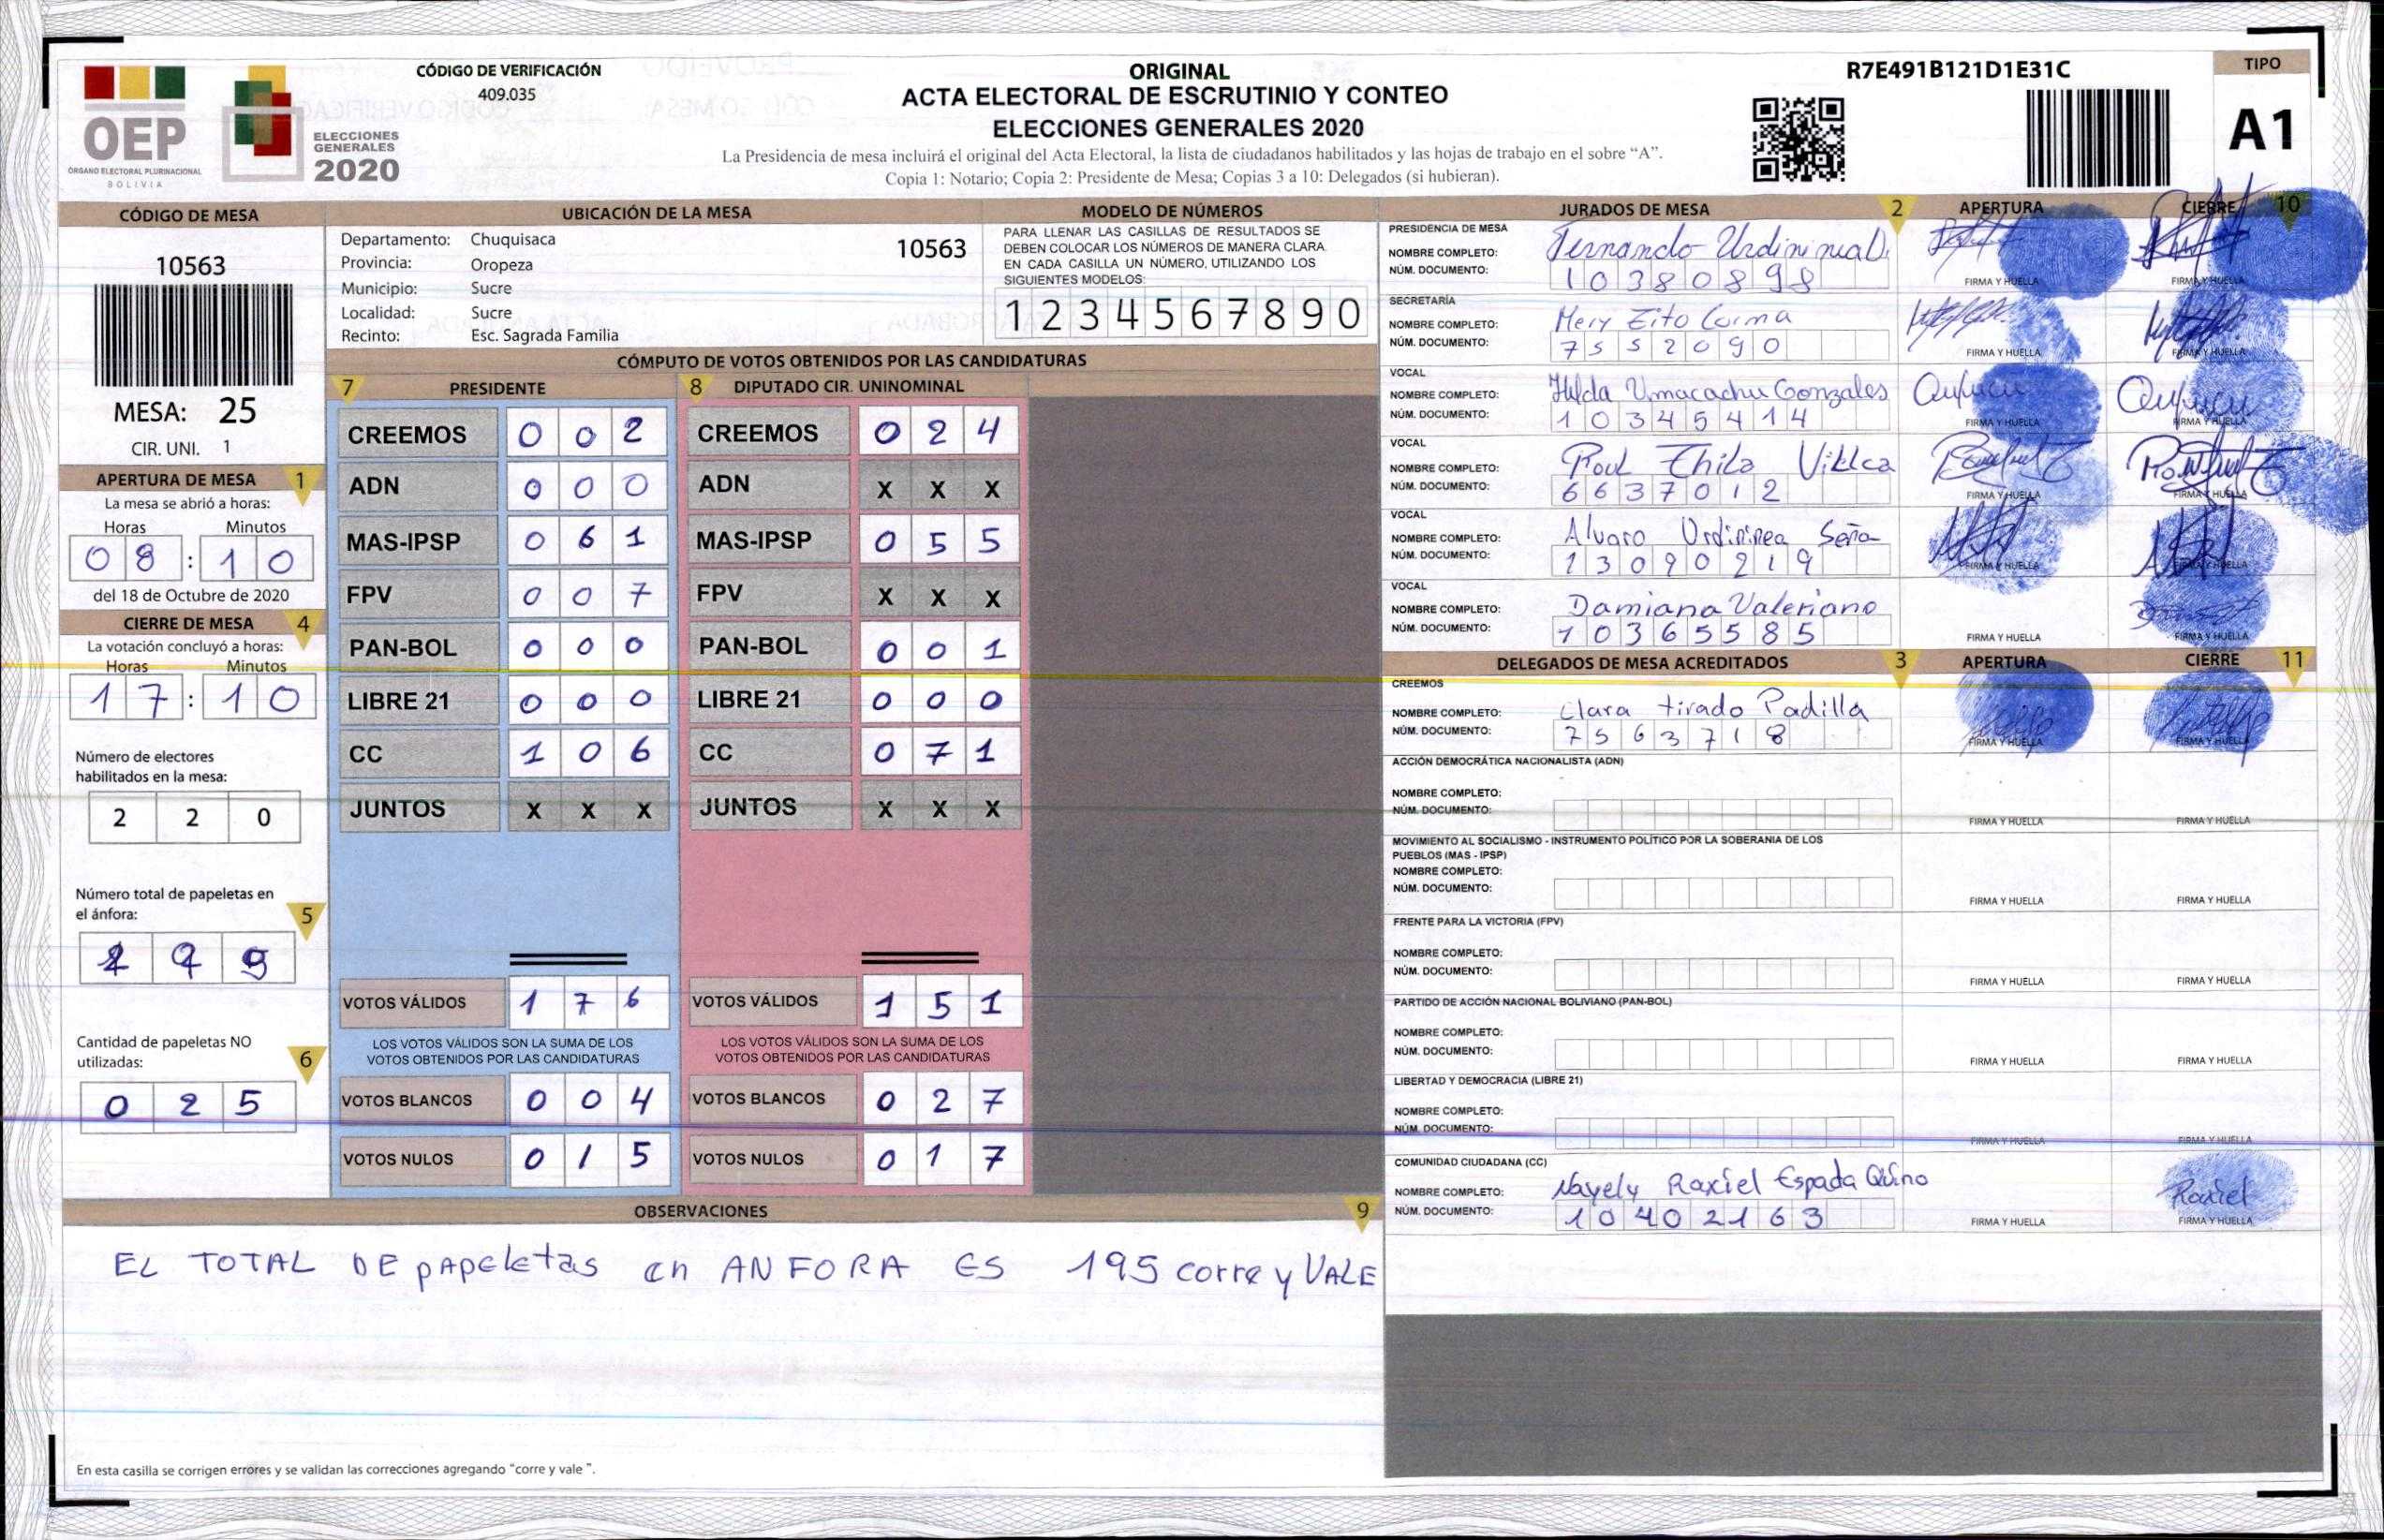 OEP
ÓRGANO ELECTORAL PLURINACIONAL
BOLIVIA
ELECCIONES
GENERALES
2020
CÓDIGO DE VERIFICACIÓN
409.035
ORIGINAL
ACTA ELECTORAL DE ESCRUTINIO Y CONTEO
ELECCIONES GENERALES 2020
La Presidencia de mesa incluirá el original del Acta Electoral, la lista de ciudadanos habilitados y las hojas de trabajo en el sobre “A”.
Copia 1: Notario; Copia 2: Presidente de Mesa; Copias 3 a 10: Delegados (si hubieran).
R7E491B121D1E31C
TIPO
A1
CÓDIGO DE MESA
10563
MESA: 25
CIR. UNI. 1
APERTURA DE MESA 1
La mesa se abrió a horas:
Horas Minutos
08:10
del 18 de Octubre de 2020
CIERRE DE MESA 4
La votación concluyó a horas:
Horas Minutos
17:10
Número de electores
habilitados en la mesa:
2 2 0
Número total de papeletas en
el ánfora: 5
Cantidad de papeletas NO
utilizadas: 6
0 2 5
UBICACIÓN DE LA MESA
Departamento: Chuquisaca 10563
Provincia: Oropeza
Municipio: Sucre
Localidad: Sucre
Recinto: Esc. Sagrada Familia
MODELO DE NÚMEROS
PARA LLENAR LAS CASILLAS DE RESULTADOS SE
DEBEN COLOCAR LOS NÚMEROS DE MANERA CLARA.
EN CADA CASILLA UN NÚMERO, UTILIZANDO LOS
SIGUIENTES MODELOS:
1 2 3 4 5 6 7 8 9 0
CÓMPUTO DE VOTOS OBTENIDOS POR LAS CANDIDATURAS
7 PRESIDENTE
CREEMOS 0 0 2
ADN 0 0 0
MAS-IPSP 0 6 1
FPV 0 0 7
PAN-BOL 0 0 0
LIBRE 21 0 0 0
CC 1 0 6
JUNTOS X X X
VOTOS VÁLIDOS 1 7 6
LOS VOTOS VÁLIDOS SON LA SUMA DE LOS
VOTOS OBTENIDOS POR LAS CANDIDATURAS
VOTOS BLANCOS 0 0 4
VOTOS NULOS 0 1 5
8 DIPUTADO CIR. UNINOMINAL
CREEMOS 0 2 4
ADN X X X
MAS-IPSP 0 5 5
FPV X X X
PAN-BOL 0 0 1
LIBRE 21 0 0 0
CC 0 7 1
JUNTOS X X X
VOTOS VÁLIDOS 1 5 1
LOS VOTOS VÁLIDOS SON LA SUMA DE LOS
VOTOS OBTENIDOS POR LAS CANDIDATURAS
VOTOS BLANCOS 0 2 7
VOTOS NULOS 0 1 7
OBSERVACIONES 9
EL TOTAL DE papeletas en ANFORA ES 195 corre y VALE
En esta casilla se corrigen errores y se validan las correcciones agregando “corre y vale ”.
JURADOS DE MESA 2 APERTURA CIERRE 10
PRESIDENCIA DE MESA
NOMBRE COMPLETO: Fernando
NÚM. DOCUMENTO: 10380898
FIRMA Y HUELLA FIRMA Y HUELLA
SECRETARÍA
NOMBRE COMPLETO: Mery
NÚM. DOCUMENTO: 7552090
FIRMA Y HUELLA FIRMA Y HUELLA
VOCAL
NOMBRE COMPLETO: Hilda Umacachu Gonzales
NÚM. DOCUMENTO: 10345414
FIRMA Y HUELLA FIRMA Y HUELLA
VOCAL
NOMBRE COMPLETO:
NÚM. DOCUMENTO: 6637012
FIRMA Y HUELLA FIRMA Y HUELLA
VOCAL
NOMBRE COMPLETO: Alvaro
NÚM. DOCUMENTO: 13090219
FIRMA Y HUELLA FIRMA Y HUELLA
VOCAL
NOMBRE COMPLETO: Damiana Valeriano
NÚM. DOCUMENTO: 10365585
FIRMA Y HUELLA FIRMA Y HUELLA
DELEGADOS DE MESA ACREDITADOS 3 APERTURA CIERRE 11
CREEMOS
NOMBRE COMPLETO: Clara tirado Padilla
NÚM. DOCUMENTO: 7563718
FIRMA Y HUELLA FIRMA Y HUELLA
ACCIÓN DEMOCRÁTICA NACIONALISTA (ADN)
NOMBRE COMPLETO:
NÚM. DOCUMENTO:
FIRMA Y HUELLA FIRMA Y HUELLA
MOVIMIENTO AL SOCIALISMO - INSTRUMENTO POLÍTICO POR LA SOBERANIA DE LOS
PUEBLOS (MAS - IPSP)
NOMBRE COMPLETO:
NÚM. DOCUMENTO:
FIRMA Y HUELLA FIRMA Y HUELLA
FRENTE PARA LA VICTORIA (FPV)
NOMBRE COMPLETO:
NÚM. DOCUMENTO:
FIRMA Y HUELLA FIRMA Y HUELLA
PARTIDO DE ACCIÓN NACIONAL BOLIVIANO (PAN-BOL)
NOMBRE COMPLETO:
NÚM. DOCUMENTO:
FIRMA Y HUELLA FIRMA Y HUELLA
LIBERTAD Y DEMOCRACIA (LIBRE 21)
NOMBRE COMPLETO:
NÚM. DOCUMENTO:
FIRMA Y HUELLA FIRMA Y HUELLA
COMUNIDAD CIUDADANA (CC)
NOMBRE COMPLETO: Nayely Raxiel Espada Quino
NÚM. DOCUMENTO: 10402163
Raxiel
FIRMA Y HUELLA FIRMA Y HUELLA